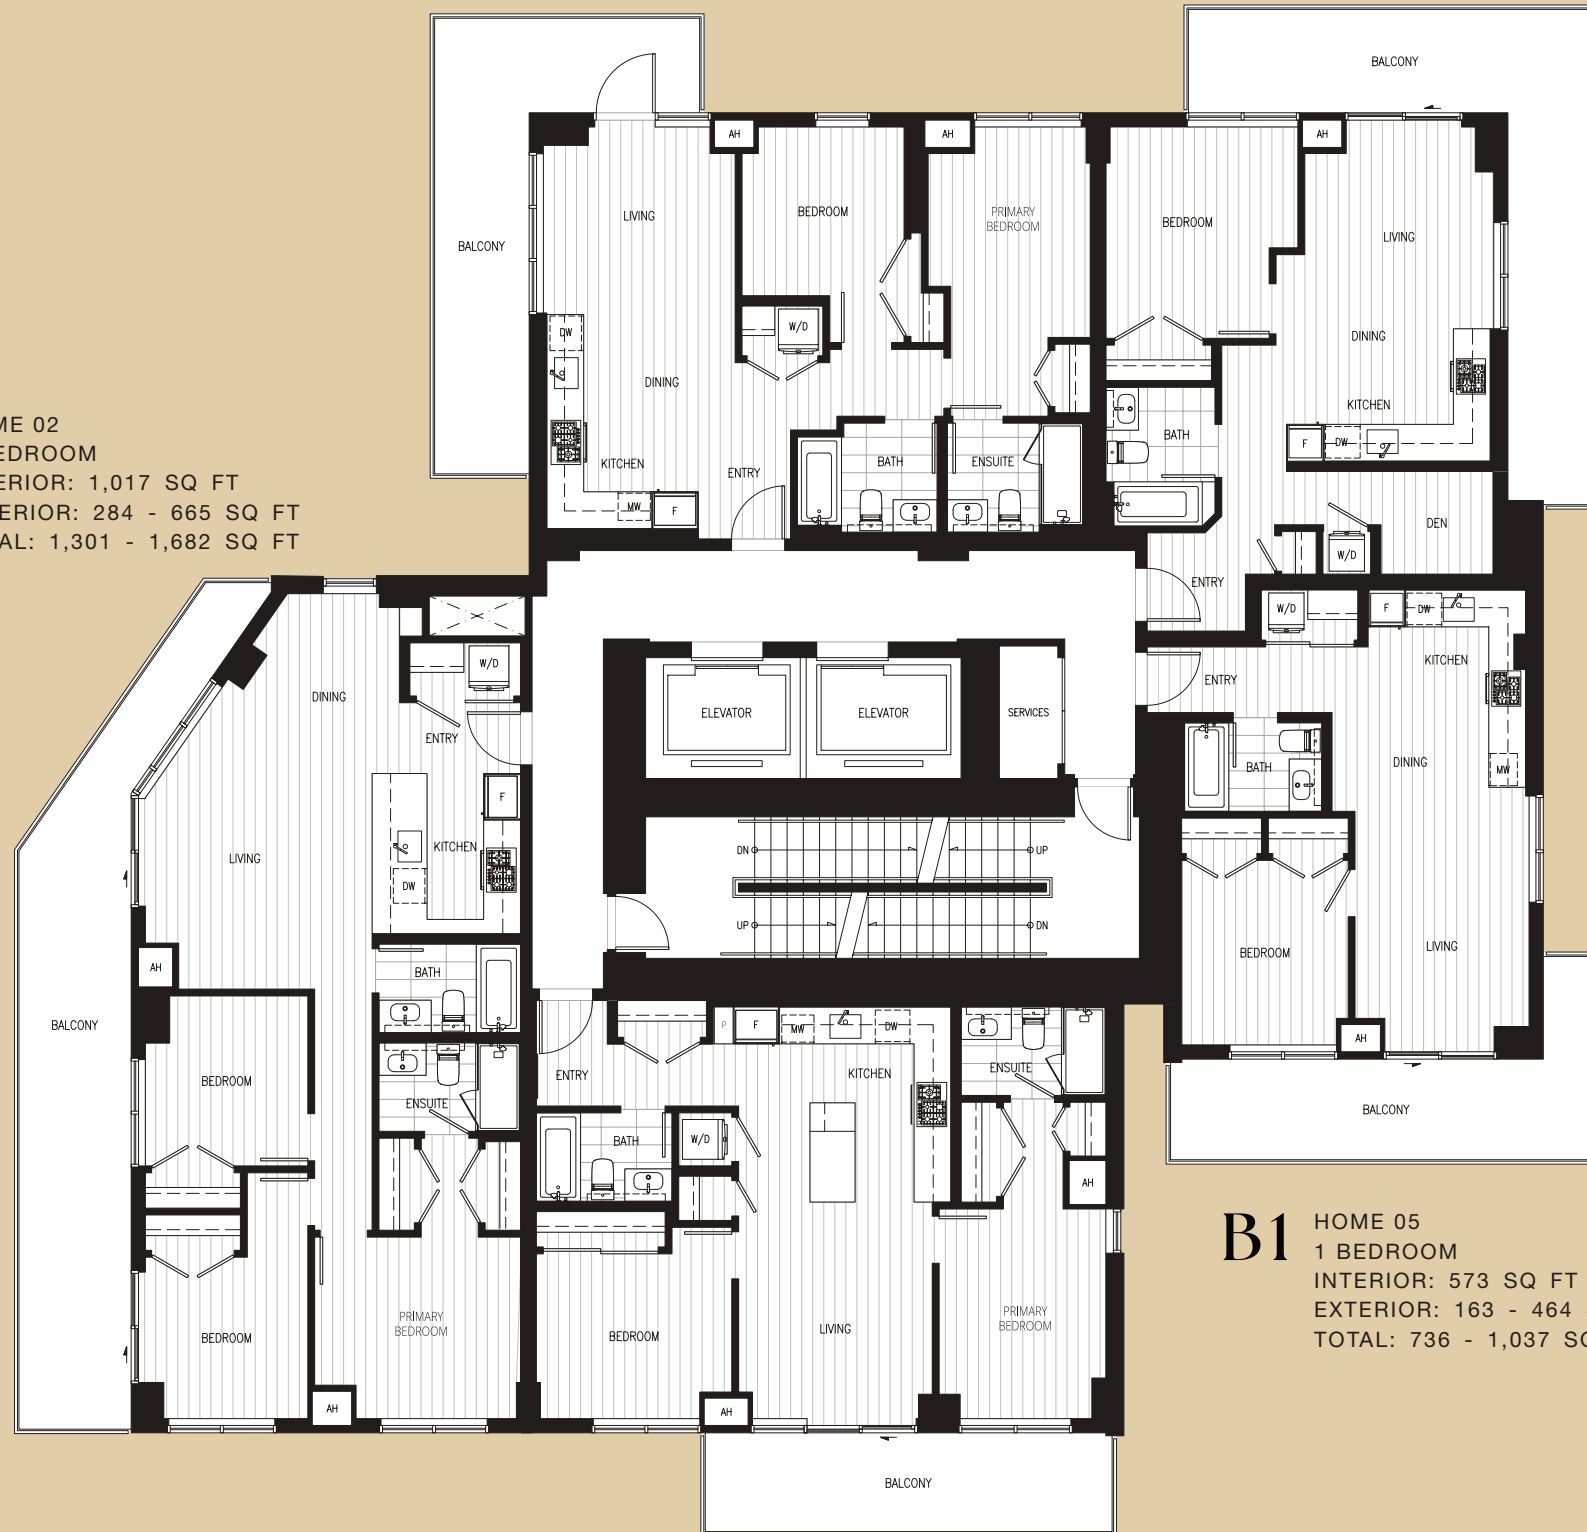 BALCONY
AH
AH
AH
LIVING
BEDROOM
PRIMARY
BEDROOM
BEDROOM
LIVING
BALCONY
W/D
DW
DINING
DINING
KITCHEN
F
DW
BATH
KITCHEN
ENTRY
BATH
ENSUITE
MW
F
DEN
W/D
ENTRY
ME 02
EDROOM
ERIOR: 1,017 SQ FT
ERIOR: 284 - 665 SQ FT
AL: 1,301 - 1,682 SQ FT
W/D
F
DW
KITCHEN
ENTRY
BATH
DINING
MW
BEDROOM
LIVING
AH
BALCONY
W/D
DINING
ENTRY
F
KITCHEN
LIVING
DW
ELEVATOR
ELEVATOR
SERVICES
DN
UP
UP
DN
BATH
AH
BALCONY
BEDROOM
ENSUITE
BEDROOM
PRIMARY
BEDROOM
AH
ENTRY
P
F
MW
DW
KITCHEN
ENSUITE
BATH
W/D
AH
BEDROOM
LIVING
PRIMARY
BEDROOM
AH
BALCONY
B1
HOME 05
1 BEDROOM
INTERIOR: 573 SQ FT
EXTERIOR: 163 - 464
TOTAL: 736 - 1,037 SQ